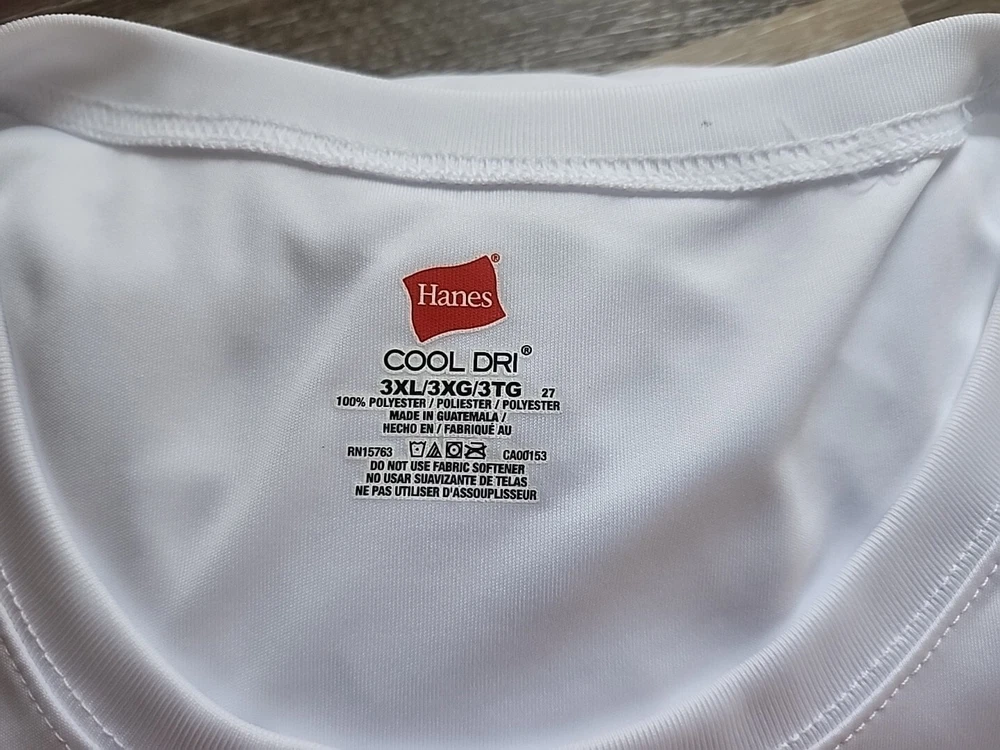 Hanes®
COOL DRI®
3XL/3XG/3TG 27
100% POLYESTER / POLIESTER / POLYESTER
MADE IN GUATEMALA /
HECHO EN / FABRIQUÉ AU
RN15763 CA00153
DO NOT USE FABRIC SOFTENER
NO USAR SUAVIZANTE DE TELAS
NE PAS UTILISER D'ASSOUPLISSEUR